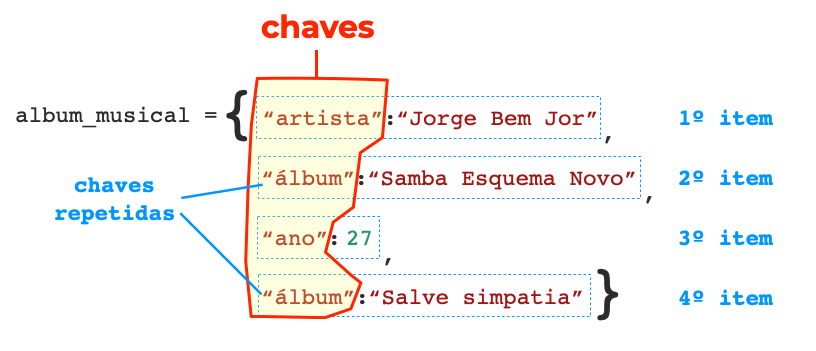 chaves
album_musical = { “artista”:“Jorge Bem Jor”, 1º item
“álbum”:“Samba Esquema Novo”, 2º item
chaves
repetidas
“ano”: 27, 3º item
“álbum”:“Salve simpatia” } 4º item